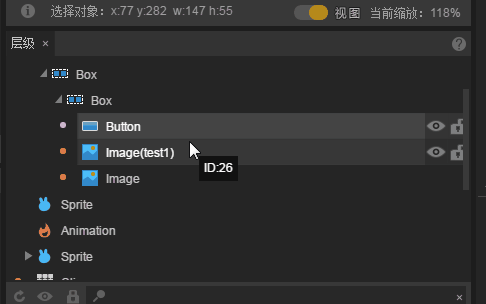 选择对象: x:77 y:282 w:147 h:55 视图 当前缩放: 118%
层级 ×
Box
Box
Button
Image(test1)
ID:26
Image
Sprite
Animation
Sprite